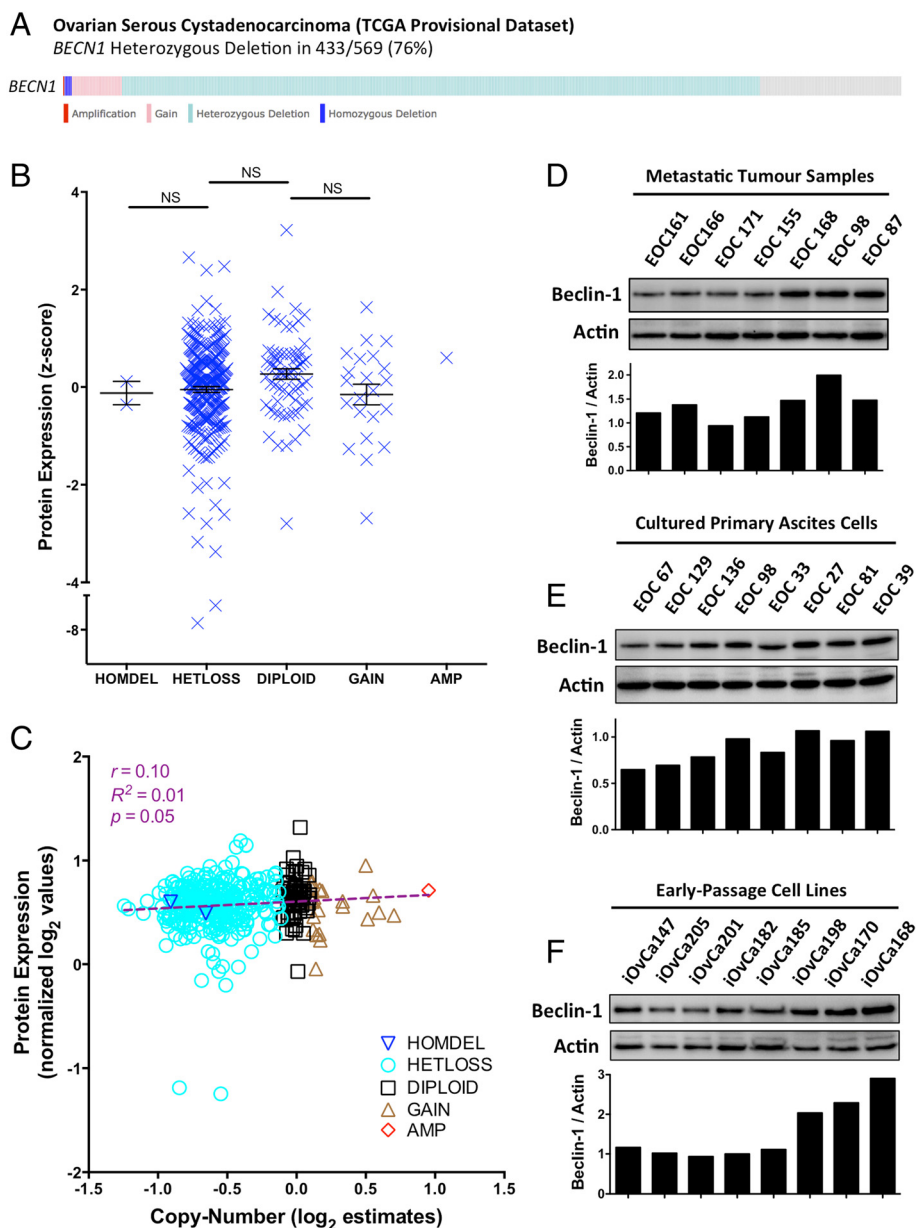 A
Ovarian Serous Cystadenocarcinoma (TCGA Provisional Dataset)
BECN1 Heterozygous Deletion in 433/569 (76%)
BECN1
Amplification Gain Heterozygous Deletion Homozygous Deletion
B
NS NS NS
4
2
0
-2
-4
-8
Protein Expression (z-score)
HOMDEL HETLOSS DIPLOID GAIN AMP
C
r = 0.10
R² = 0.01
p = 0.05
2
1
0
-1
-2
Protein Expression
(normalized log₂ values)
HOMDEL
HETLOSS
DIPLOID
GAIN
AMP
-1.5 -1.0 -0.5 0.0 0.5 1.0 1.5
Copy-Number (log₂ estimates)
D
Metastatic Tumour Samples
EOC161 EOC166 EOC 171 EOC 155 EOC 168 EOC 98 EOC 87
Beclin-1
Actin
Beclin-1 / Actin
2.0
1.5
1.0
0.5
0.0
Cultured Primary Ascites Cells
E
EOC 67 EOC 129 EOC 136 EOC 98 EOC 33 EOC 27 EOC 81 EOC 39
Beclin-1
Actin
Beclin-1 / Actin
1.0
0.5
0.0
Early-Passage Cell Lines
F
iOvCa147 iOvCa205 iOvCa201 iOvCa182 iOvCa185 iOvCa198 iOvCa170 iOvCa168
Beclin-1
Actin
Beclin-1 / Actin
3
2
1
0